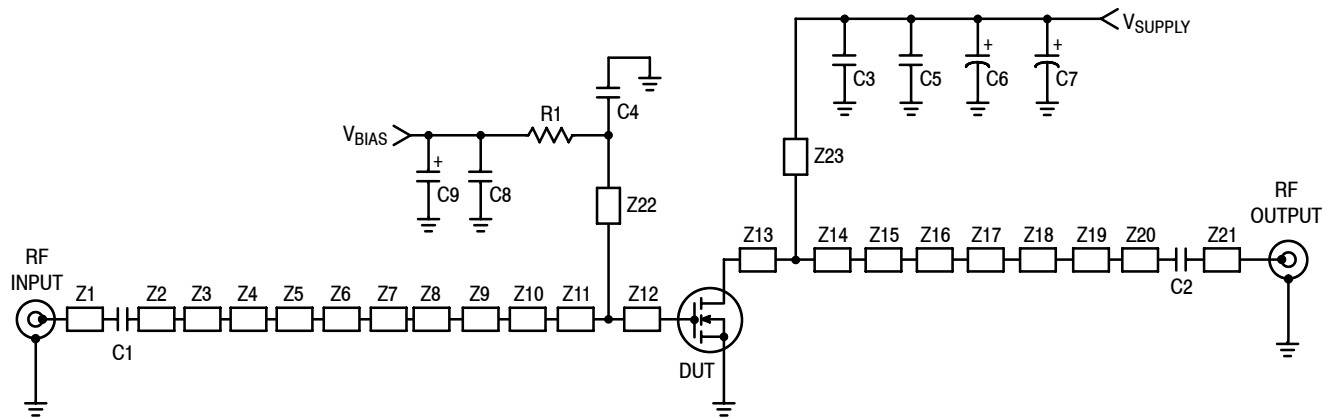 V_SUPPLY
C3
C5
+
C6
+
C7
C4
R1
V_BIAS
+
C9
C8
Z22
Z23
RF
INPUT
Z1
C1
Z2
Z3
Z4
Z5
Z6
Z7
Z8
Z9
Z10
Z11
Z12
DUT
Z13
Z14
Z15
Z16
Z17
Z18
Z19
Z20
C2
Z21
RF
OUTPUT